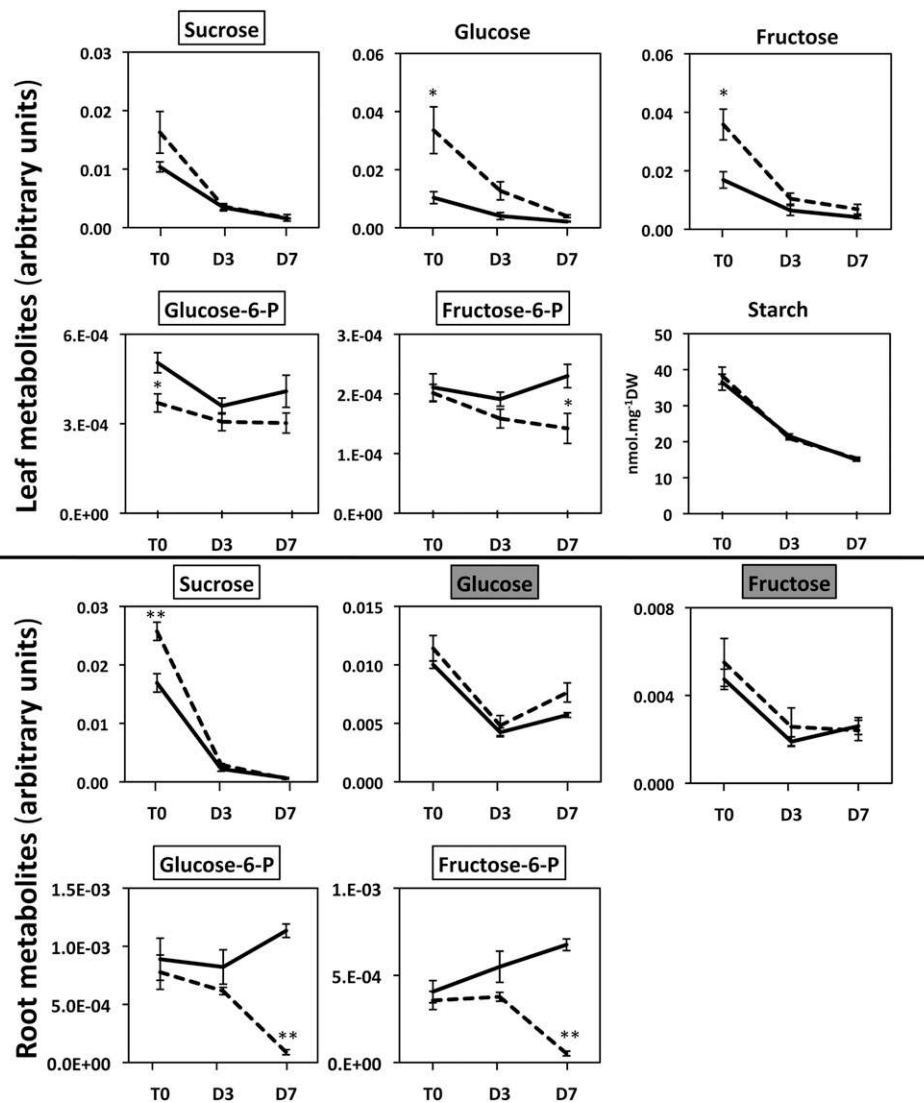 Leaf metabolites (arbitrary units)
Sucrose
0.03
0.02
0.01
0.00
T0 D3 D7
Glucose
0.06
0.04
0.02
0.00
*
T0 D3 D7
Fructose
0.06
0.04
0.02
0.00
*
T0 D3 D7
Glucose-6-P
6.E-04
3.E-04
0.E+00
*
T0 D3 D7
Fructose-6-P
3.E-04
2.E-04
1.E-04
0.E+00
*
T0 D3 D7
Starch
nmol.mg-1DW
50
40
30
20
10
0
T0 D3 D7
Root metabolites (arbitrary units)
Sucrose
0.03
0.02
0.01
0.00
**
T0 D3 D7
Glucose
0.015
0.010
0.005
0.000
T0 D3 D7
Fructose
0.008
0.004
0.000
T0 D3 D7
Glucose-6-P
1.5E-03
1.0E-03
5.0E-04
0.0E+00
**
T0 D3 D7
Fructose-6-P
1.E-03
5.E-04
0.E+00
**
T0 D3 D7